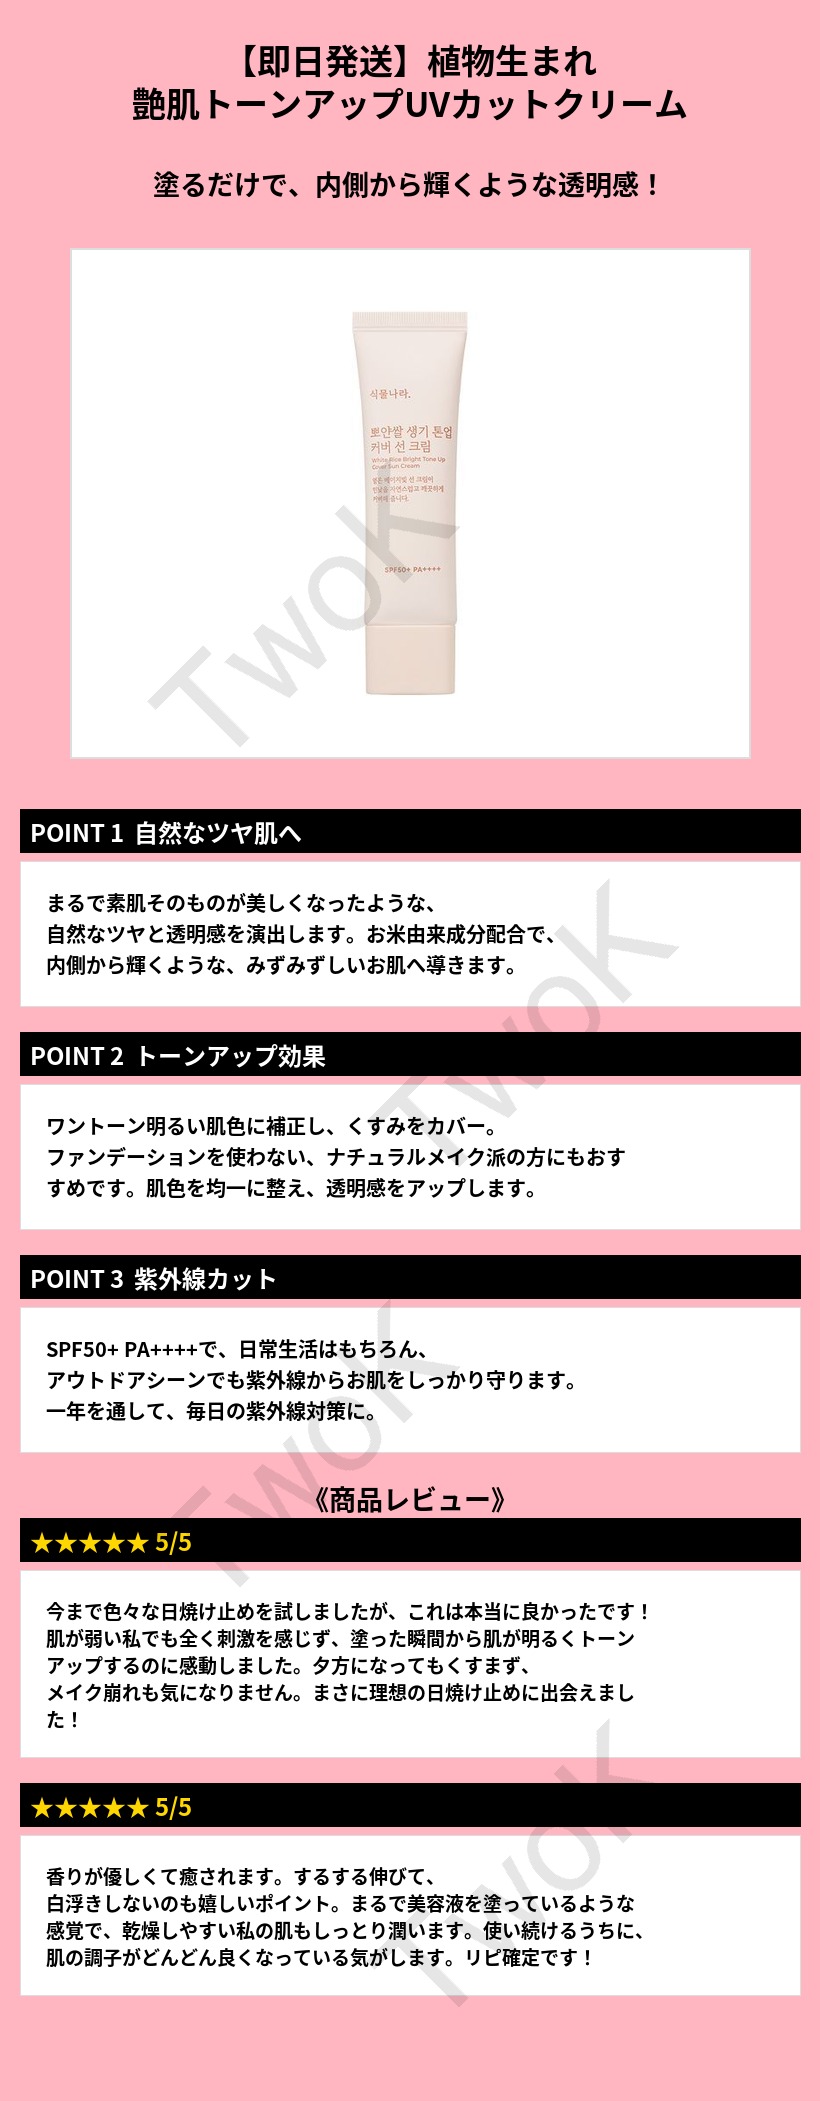 【即日発送】植物生まれ
艶肌トーンアップUVカットクリーム
塗るだけで、内側から輝くような透明感！
식물나라.
뽀얀쌀 생기 톤업
커버 선 크림
White Rice Bright Tone Up
Cover Sun Cream
SPF50+ PA++++
TwoK
POINT 1 自然なツヤ肌へ
まるで素肌そのものが美しくなったような、
自然なツヤと透明感を演出します。お米由来成分配合で、
内側から輝くような、みずみずしいお肌へ導きます。
TwoK
POINT 2 トーンアップ効果
ワントーン明るい肌色に補正し、くすみをカバー。
ファンデーションを使わない、ナチュラルメイク派の方にもおす
すめです。肌色を均一に整え、透明感をアップします。
POINT 3 紫外線カット
SPF50+ PA++++で、日常生活はもちろん、
アウトドアシーンでも紫外線からお肌をしっかり守ります。
一年を通して、毎日の紫外線対策に。
TwoK
《商品レビュー》
★★★★★ 5/5
今まで色々な日焼け止めを試しましたが、これは本当に良かったです！
肌が弱い私でも全く刺激を感じず、塗った瞬間から肌が明るくトーン
アップするのに感動しました。夕方になってもくすまず、
メイク崩れも気になりません。まさに理想の日焼け止めに出会えまし
た！
★★★★★ 5/5
香りが優しくて癒されます。するする伸びて、
白浮きしないのも嬉しいポイント。まるで美容液を塗っているような
感覚で、乾燥しやすい私の肌もしっとり潤います。使い続けるうちに、
肌の調子がどんどん良くなっている気がします。リピ確定です！
TwoK